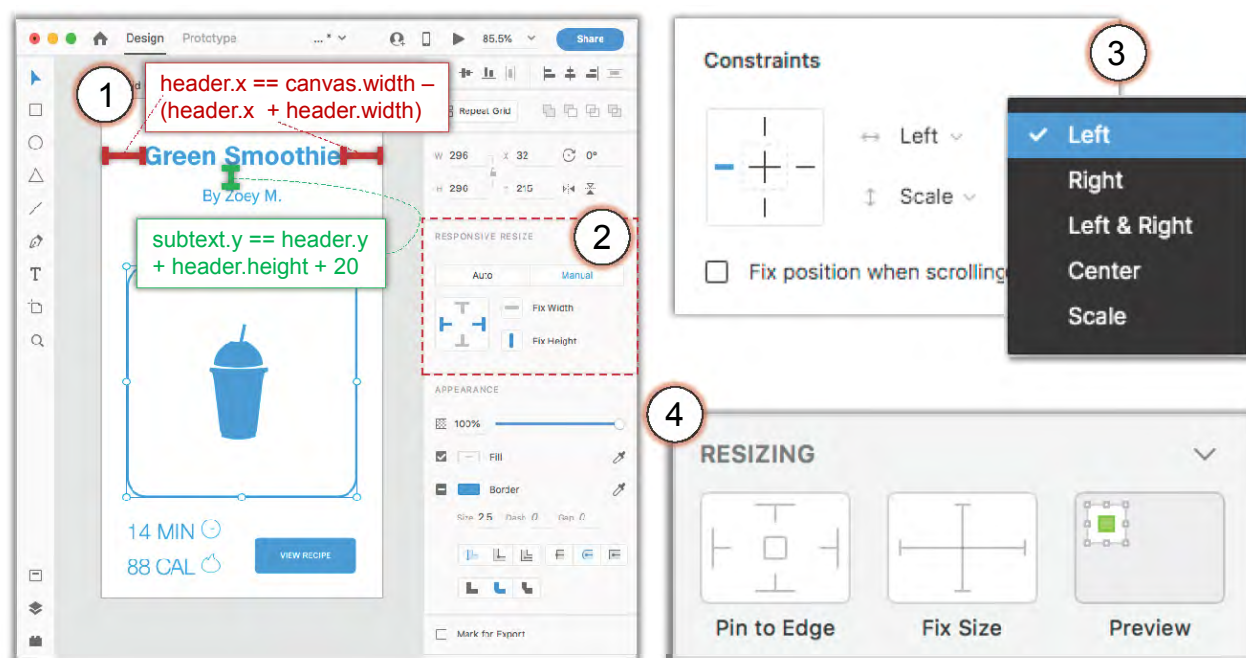 Design Prototype ...* 85.5% Share
1
header.x == canvas.width –
(header.x + header.width)
Repeat Grid
Green Smoothie
By Zoey M.
W 296 X 32 0°
H 296 215
subtext.y == header.y
+ header.height + 20
2
RESPONSIVE RESIZE
Auto Manual
Fix Width
Fix Height
APPEARANCE
100%
Fill
Border
Size 2.5 Dash 0 Gap 0
14 MIN
88 CAL
VIEW RECIPE
Mark for Export
3
Constraints
Left
Scale
Fix position when scrolling
Left
Right
Left & Right
Center
Scale
4
RESIZING
Pin to Edge Fix Size Preview